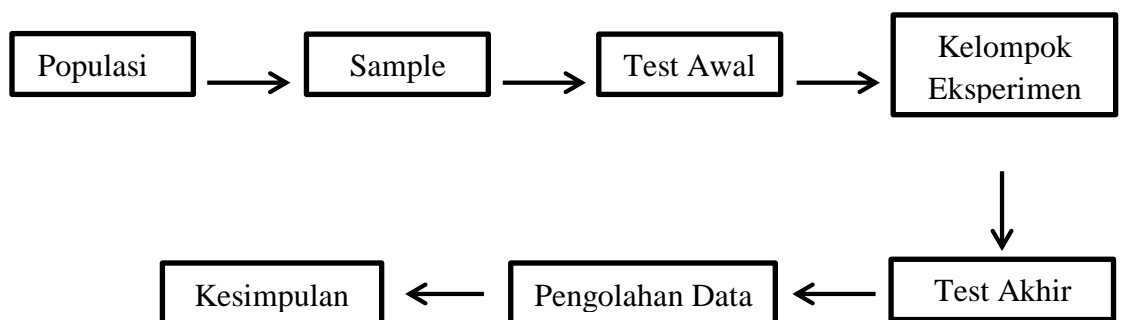 Populasi
Sample
Test Awal
Kelompok
Eksperimen
Test Akhir
Pengolahan Data
Kesimpulan